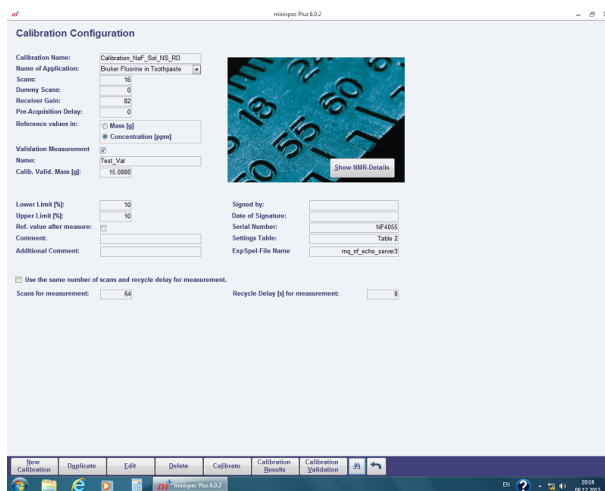 minispec Plus 6.0.2
Calibration Configuration
Calibration Name: Calibration_NaF_Sol_NS_RD
Name of Application: Bruker Fluorine in Toothpaste
Scans: 16
Dummy Scans: 0
Receiver Gain: 82
Pre-Acquisition Delay: 0
Reference values in: Mass [g]
Concentration [ppm]
Validation Measurement
Name: Test_Val
Calib. Valid. Mass [g]: 15.0888
Show NMR-Details
Lower Limit [%]: 10 Signed by:
Upper Limit [%]: 10 Date of Signature:
Ref. value after measure: Serial Number: NF4055
Comment: Settings Table: Table 2
Additional Comment: ExpSpel-File Name mq_nf_echo_server3
Use the same number of scans and recycle delay for measurement.
Scans for measurement: 64 Recycle Delay [s] for measurement: 8
New Calibration Duplicate Edit Delete Calibrate Calibration Results Calibration Validation
minispec Plus 6.0.2 EN 10:16
06.12.2015